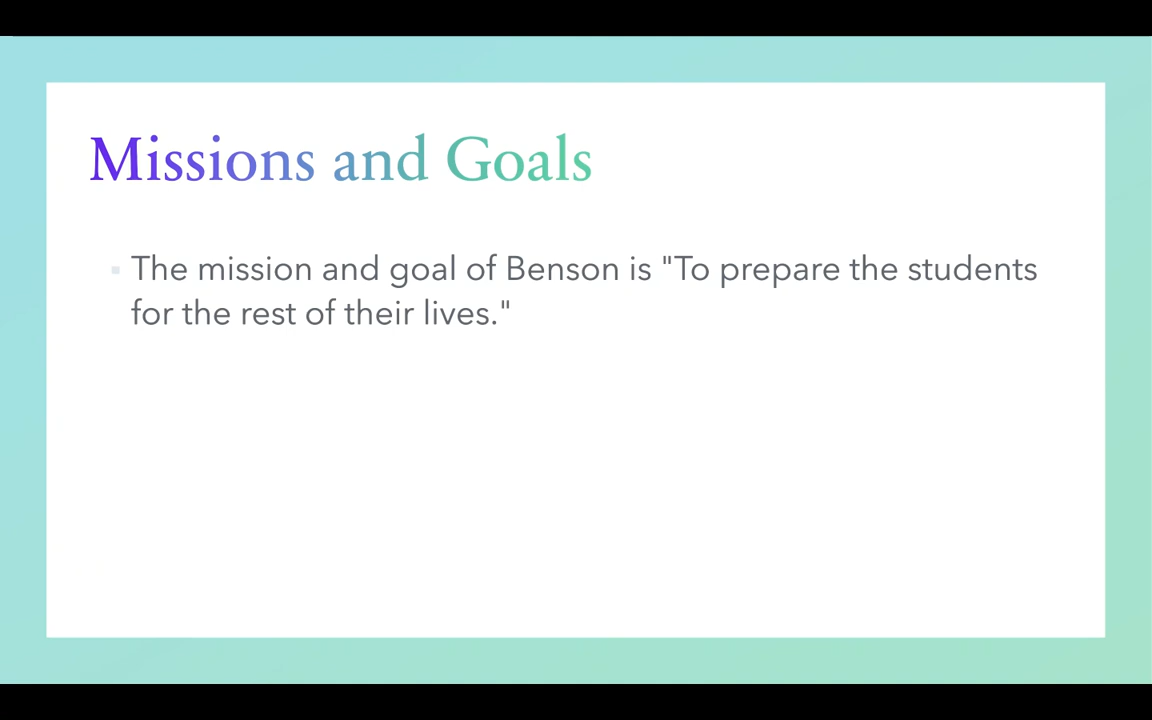 Missions and Goals
The mission and goal of Benson is "To prepare the students
for the rest of their lives."